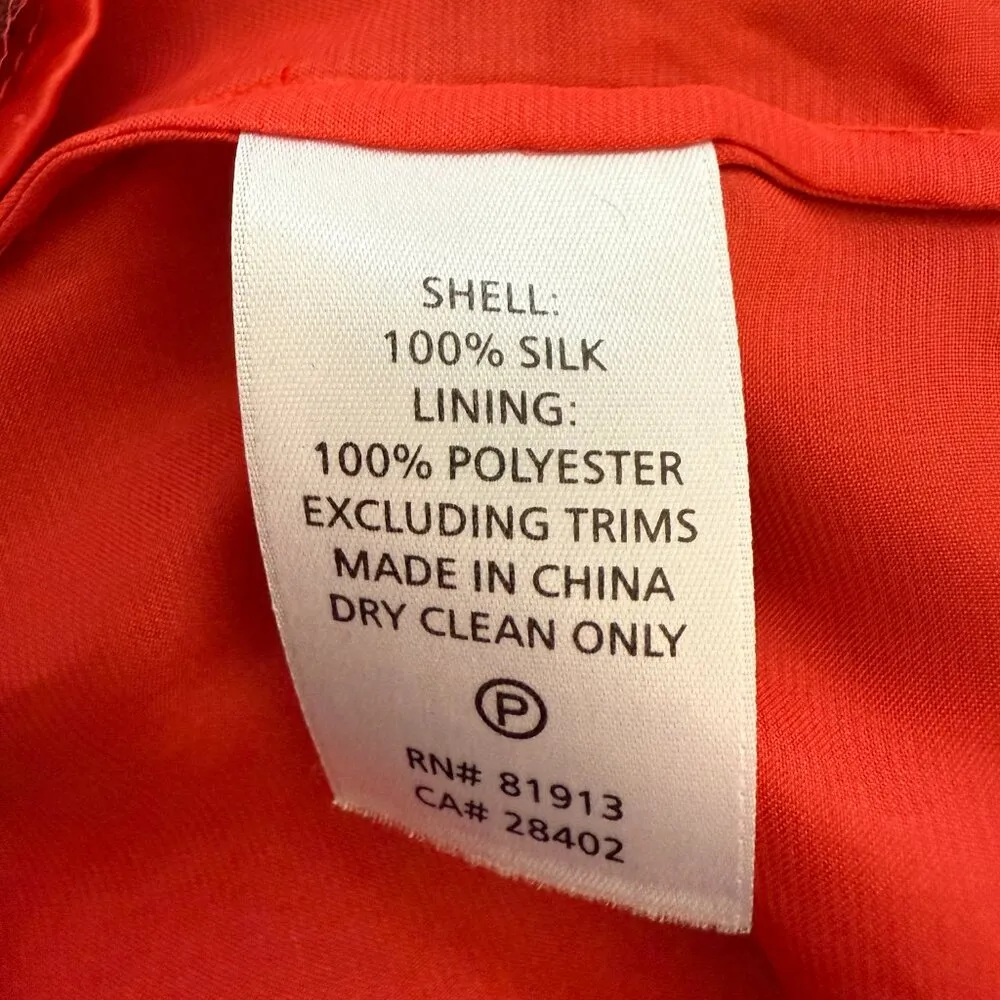 SHELL:
100% SILK
LINING:
100% POLYESTER
EXCLUDING TRIMS
MADE IN CHINA
DRY CLEAN ONLY
P
RN# 81913
CA# 28402